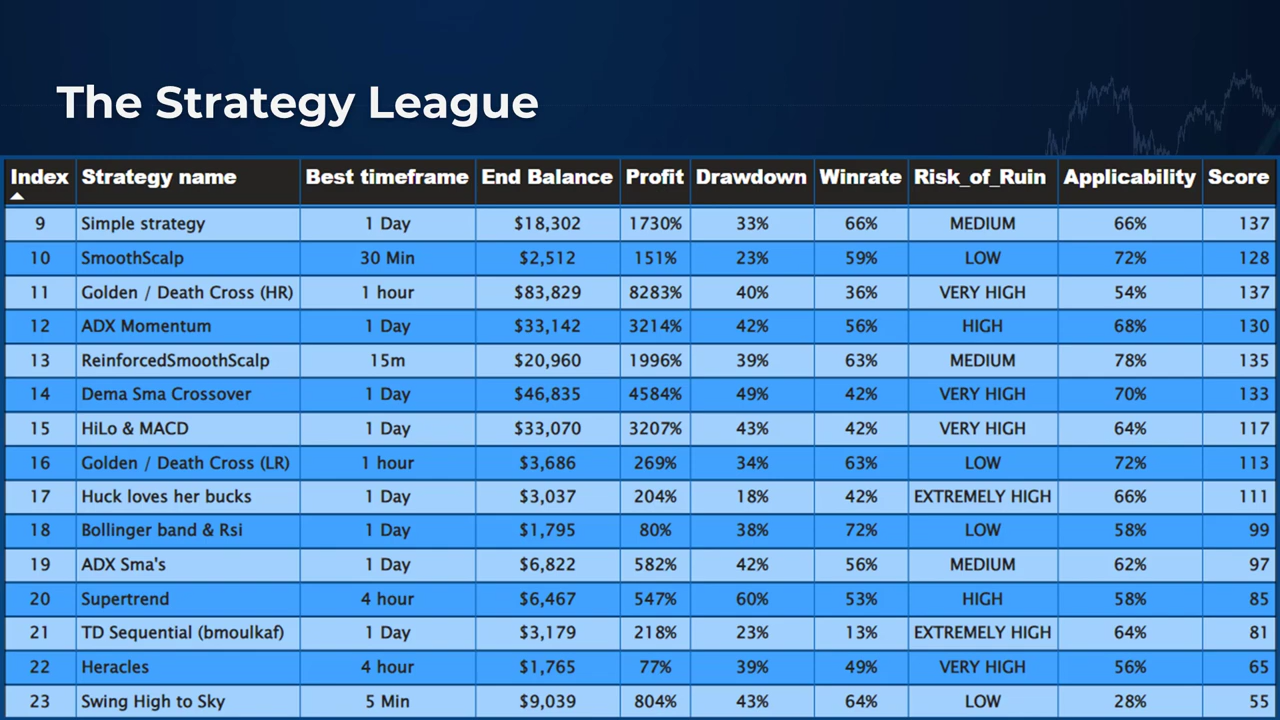 The Strategy League
Index Strategy name Best timeframe End Balance Profit Drawdown Winrate Risk_of_Ruin Applicability Score
9 Simple strategy 1 Day $18,302 1730% 33% 66% MEDIUM 66% 137
10 SmoothScalp 30 Min $2,512 151% 23% 59% LOW 72% 128
11 Golden / Death Cross (HR) 1 hour $83,829 8283% 40% 36% VERY HIGH 54% 137
12 ADX Momentum 1 Day $33,142 3214% 42% 56% HIGH 68% 130
13 ReinforcedSmoothScalp 15m $20,960 1996% 39% 63% MEDIUM 78% 135
14 Dema Sma Crossover 1 Day $46,835 4584% 49% 42% VERY HIGH 70% 133
15 HiLo & MACD 1 Day $33,070 3207% 43% 42% VERY HIGH 64% 117
16 Golden / Death Cross (LR) 1 hour $3,686 269% 34% 63% LOW 72% 113
17 Huck loves her bucks 1 Day $3,037 204% 18% 42% EXTREMELY HIGH 66% 111
18 Bollinger band & Rsi 1 Day $1,795 80% 38% 72% LOW 58% 99
19 ADX Sma's 1 Day $6,822 582% 42% 56% MEDIUM 62% 97
20 Supertrend 4 hour $6,467 547% 60% 53% HIGH 58% 85
21 TD Sequential (bmoulkaf) 1 Day $3,179 218% 23% 13% EXTREMELY HIGH 64% 81
22 Heracles 4 hour $1,765 77% 39% 49% VERY HIGH 56% 65
23 Swing High to Sky 5 Min $9,039 804% 43% 64% LOW 28% 55